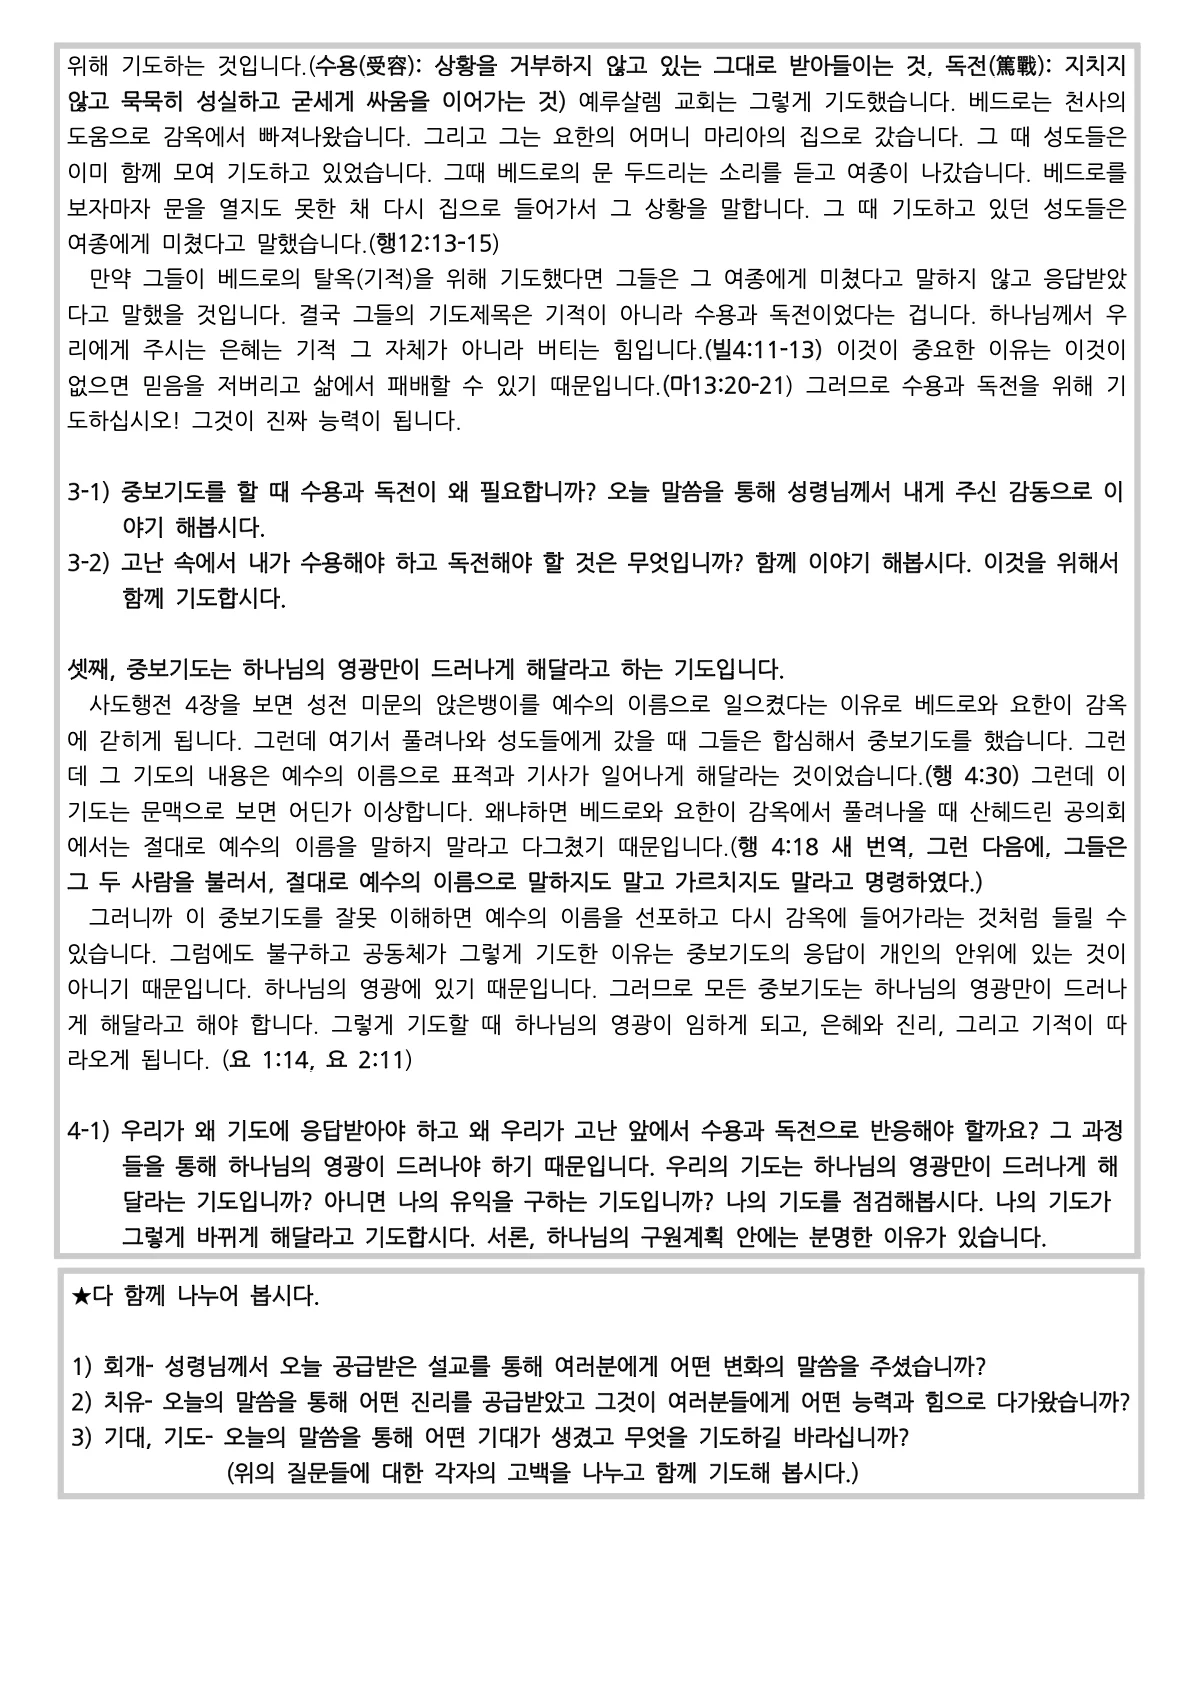 위해 기도하는 것입니다.(수용(受容): 상황을 거부하지 않고 있는 그대로 받아들이는 것, 독전(篤戰): 지치지
않고 묵묵히 성실하고 굳세게 싸움을 이어가는 것) 예루살렘 교회는 그렇게 기도했습니다. 베드로는 천사의
도움으로 감옥에서 빠져나왔습니다. 그리고 그는 요한의 어머니 마리아의 집으로 갔습니다. 그 때 성도들은
이미 함께 모여 기도하고 있었습니다. 그때 베드로의 문 두드리는 소리를 듣고 여종이 나갔습니다. 베드로를
보자마자 문을 열지도 못한 채 다시 집으로 들어가서 그 상황을 말합니다. 그 때 기도하고 있던 성도들은
여종에게 미쳤다고 말했습니다.(행12:13-15)
만약 그들이 베드로의 탈옥(기적)을 위해 기도했다면 그들은 그 여종에게 미쳤다고 말하지 않고 응답받았
다고 말했을 것입니다. 결국 그들의 기도제목은 기적이 아니라 수용과 독전이었다는 겁니다. 하나님께서 우
리에게 주시는 은혜는 기적 그 자체가 아니라 버티는 힘입니다.(빌4:11-13) 이것이 중요한 이유는 이것이
없으면 믿음을 저버리고 삶에서 패배할 수 있기 때문입니다.(마13:20-21) 그러므로 수용과 독전을 위해 기
도하십시오! 그것이 진짜 능력이 됩니다.
3-1) 중보기도를 할 때 수용과 독전이 왜 필요합니까? 오늘 말씀을 통해 성령님께서 내게 주신 감동으로 이
야기 해봅시다.
3-2) 고난 속에서 내가 수용해야 하고 독전해야 할 것은 무엇입니까? 함께 이야기 해봅시다. 이것을 위해서
함께 기도합시다.
셋째, 중보기도는 하나님의 영광만이 드러나게 해달라고 하는 기도입니다.
사도행전 4장을 보면 성전 미문의 앉은뱅이를 예수의 이름으로 일으켰다는 이유로 베드로와 요한이 감옥
에 갇히게 됩니다. 그런데 여기서 풀려나와 성도들에게 갔을 때 그들은 합심해서 중보기도를 했습니다. 그런
데 그 기도의 내용은 예수의 이름으로 표적과 기사가 일어나게 해달라는 것이었습니다.(행 4:30) 그런데 이
기도는 문맥으로 보면 어딘가 이상합니다. 왜냐하면 베드로와 요한이 감옥에서 풀려나올 때 산헤드린 공의회
에서는 절대로 예수의 이름을 말하지 말라고 다그쳤기 때문입니다.(행 4:18 새 번역, 그런 다음에, 그들은
그 두 사람을 불러서, 절대로 예수의 이름으로 말하지도 말고 가르치지도 말라고 명령하였다.)
그러니까 이 중보기도를 잘못 이해하면 예수의 이름을 선포하고 다시 감옥에 들어가라는 것처럼 들릴 수
있습니다. 그럼에도 불구하고 공동체가 그렇게 기도한 이유는 중보기도의 응답이 개인의 안위에 있는 것이
아니기 때문입니다. 하나님의 영광에 있기 때문입니다. 그러므로 모든 중보기도는 하나님의 영광만이 드러나
게 해달라고 해야 합니다. 그렇게 기도할 때 하나님의 영광이 임하게 되고, 은혜와 진리, 그리고 기적이 따
라오게 됩니다. (요 1:14, 요 2:11)
4-1) 우리가 왜 기도에 응답받아야 하고 왜 우리가 고난 앞에서 수용과 독전으로 반응해야 할까요? 그 과정
들을 통해 하나님의 영광이 드러나야 하기 때문입니다. 우리의 기도는 하나님의 영광만이 드러나게 해
달라는 기도입니까? 아니면 나의 유익을 구하는 기도입니까? 나의 기도를 점검해봅시다. 나의 기도가
그렇게 바뀌게 해달라고 기도합시다. 서론, 하나님의 구원계획 안에는 분명한 이유가 있습니다.
★다 함께 나누어 봅시다.
1) 회개- 성령님께서 오늘 공급받은 설교를 통해 여러분에게 어떤 변화의 말씀을 주셨습니까?
2) 치유- 오늘의 말씀을 통해 어떤 진리를 공급받았고 그것이 여러분들에게 어떤 능력과 힘으로 다가왔습니까?
3) 기대, 기도- 오늘의 말씀을 통해 어떤 기대가 생겼고 무엇을 기도하길 바라십니까?
(위의 질문들에 대한 각자의 고백을 나누고 함께 기도해 봅시다.)